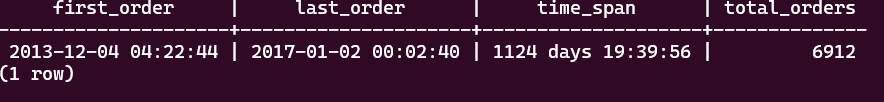 first_order | last_order | time_span | total_orders
---------------------+---------------------+--------------------+--------------
2013-12-04 04:22:44 | 2017-01-02 00:02:40 | 1124 days 19:39:56 | 6912
(1 row)